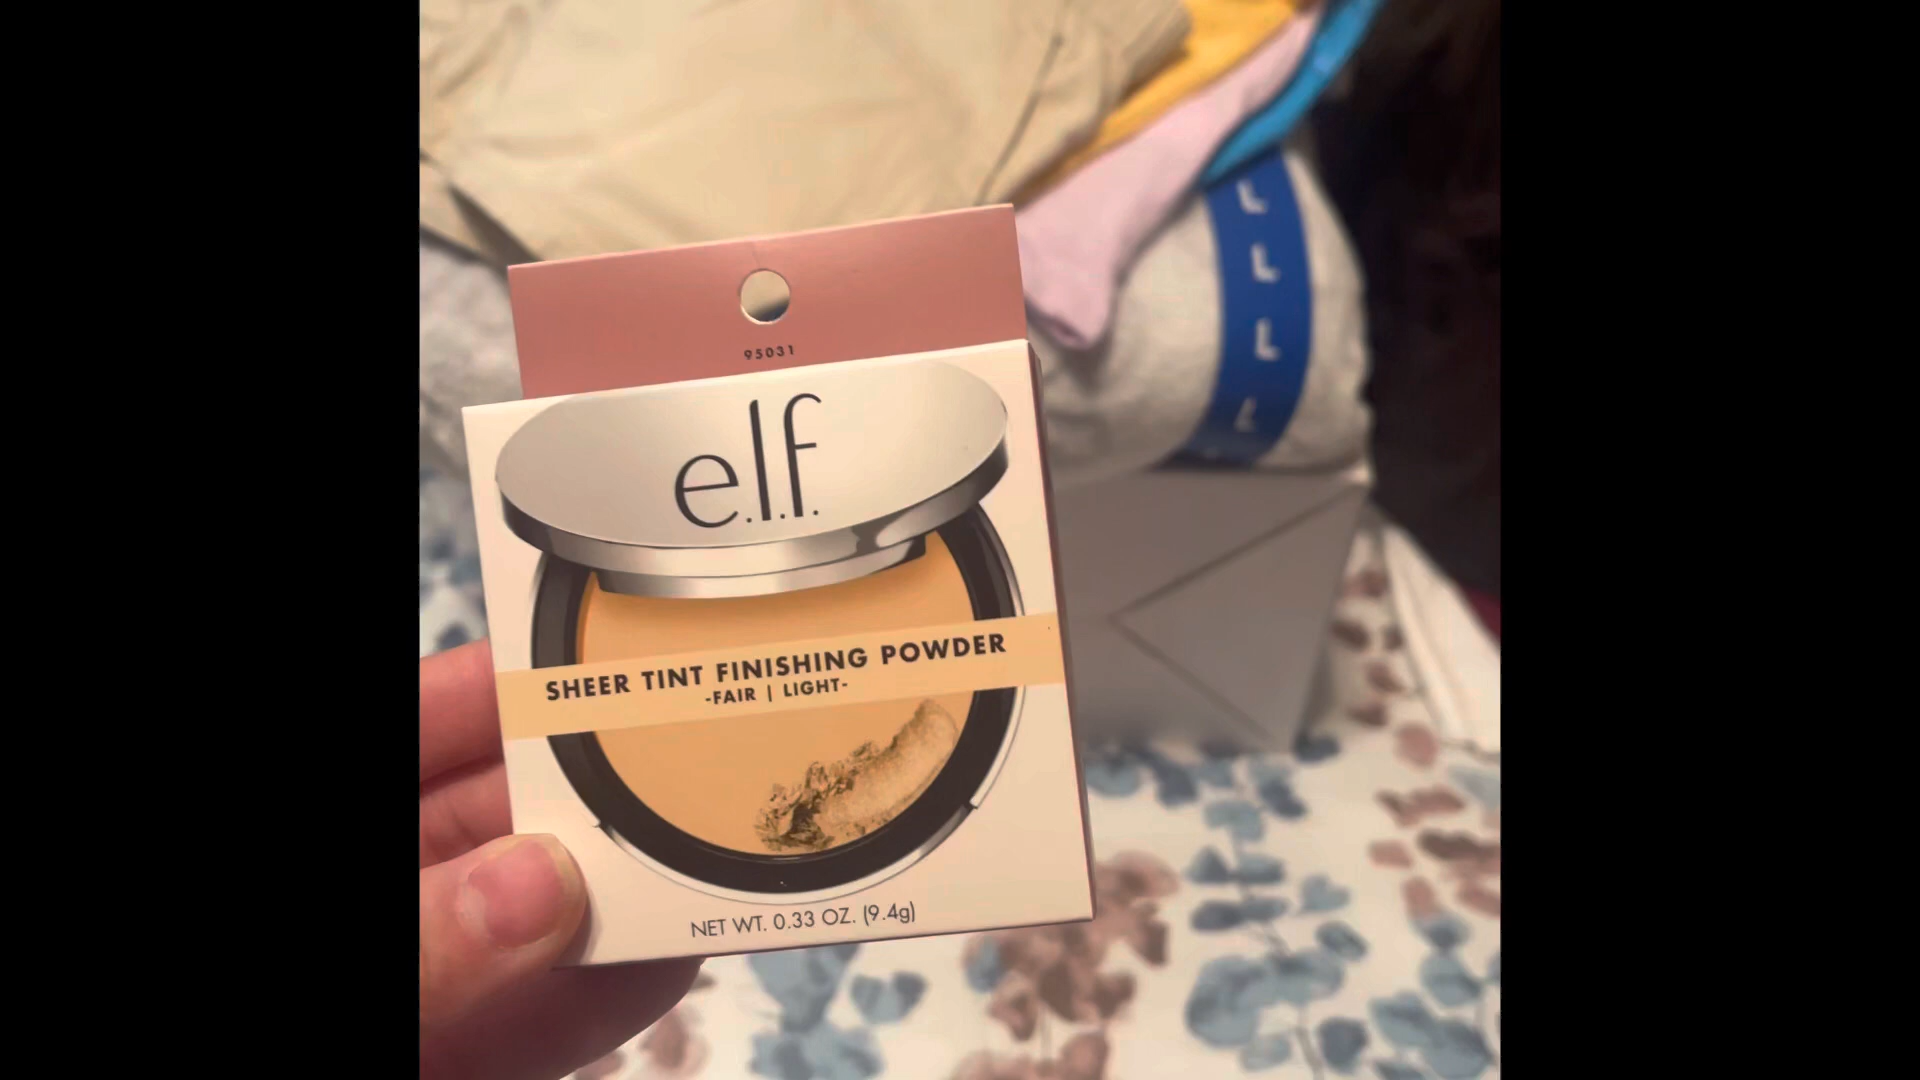 95031
e.l.f.
SHEER TINT FINISHING POWDER
-FAIR | LIGHT-
NET WT. 0.33 OZ. (9.4g)
L
L
L
L